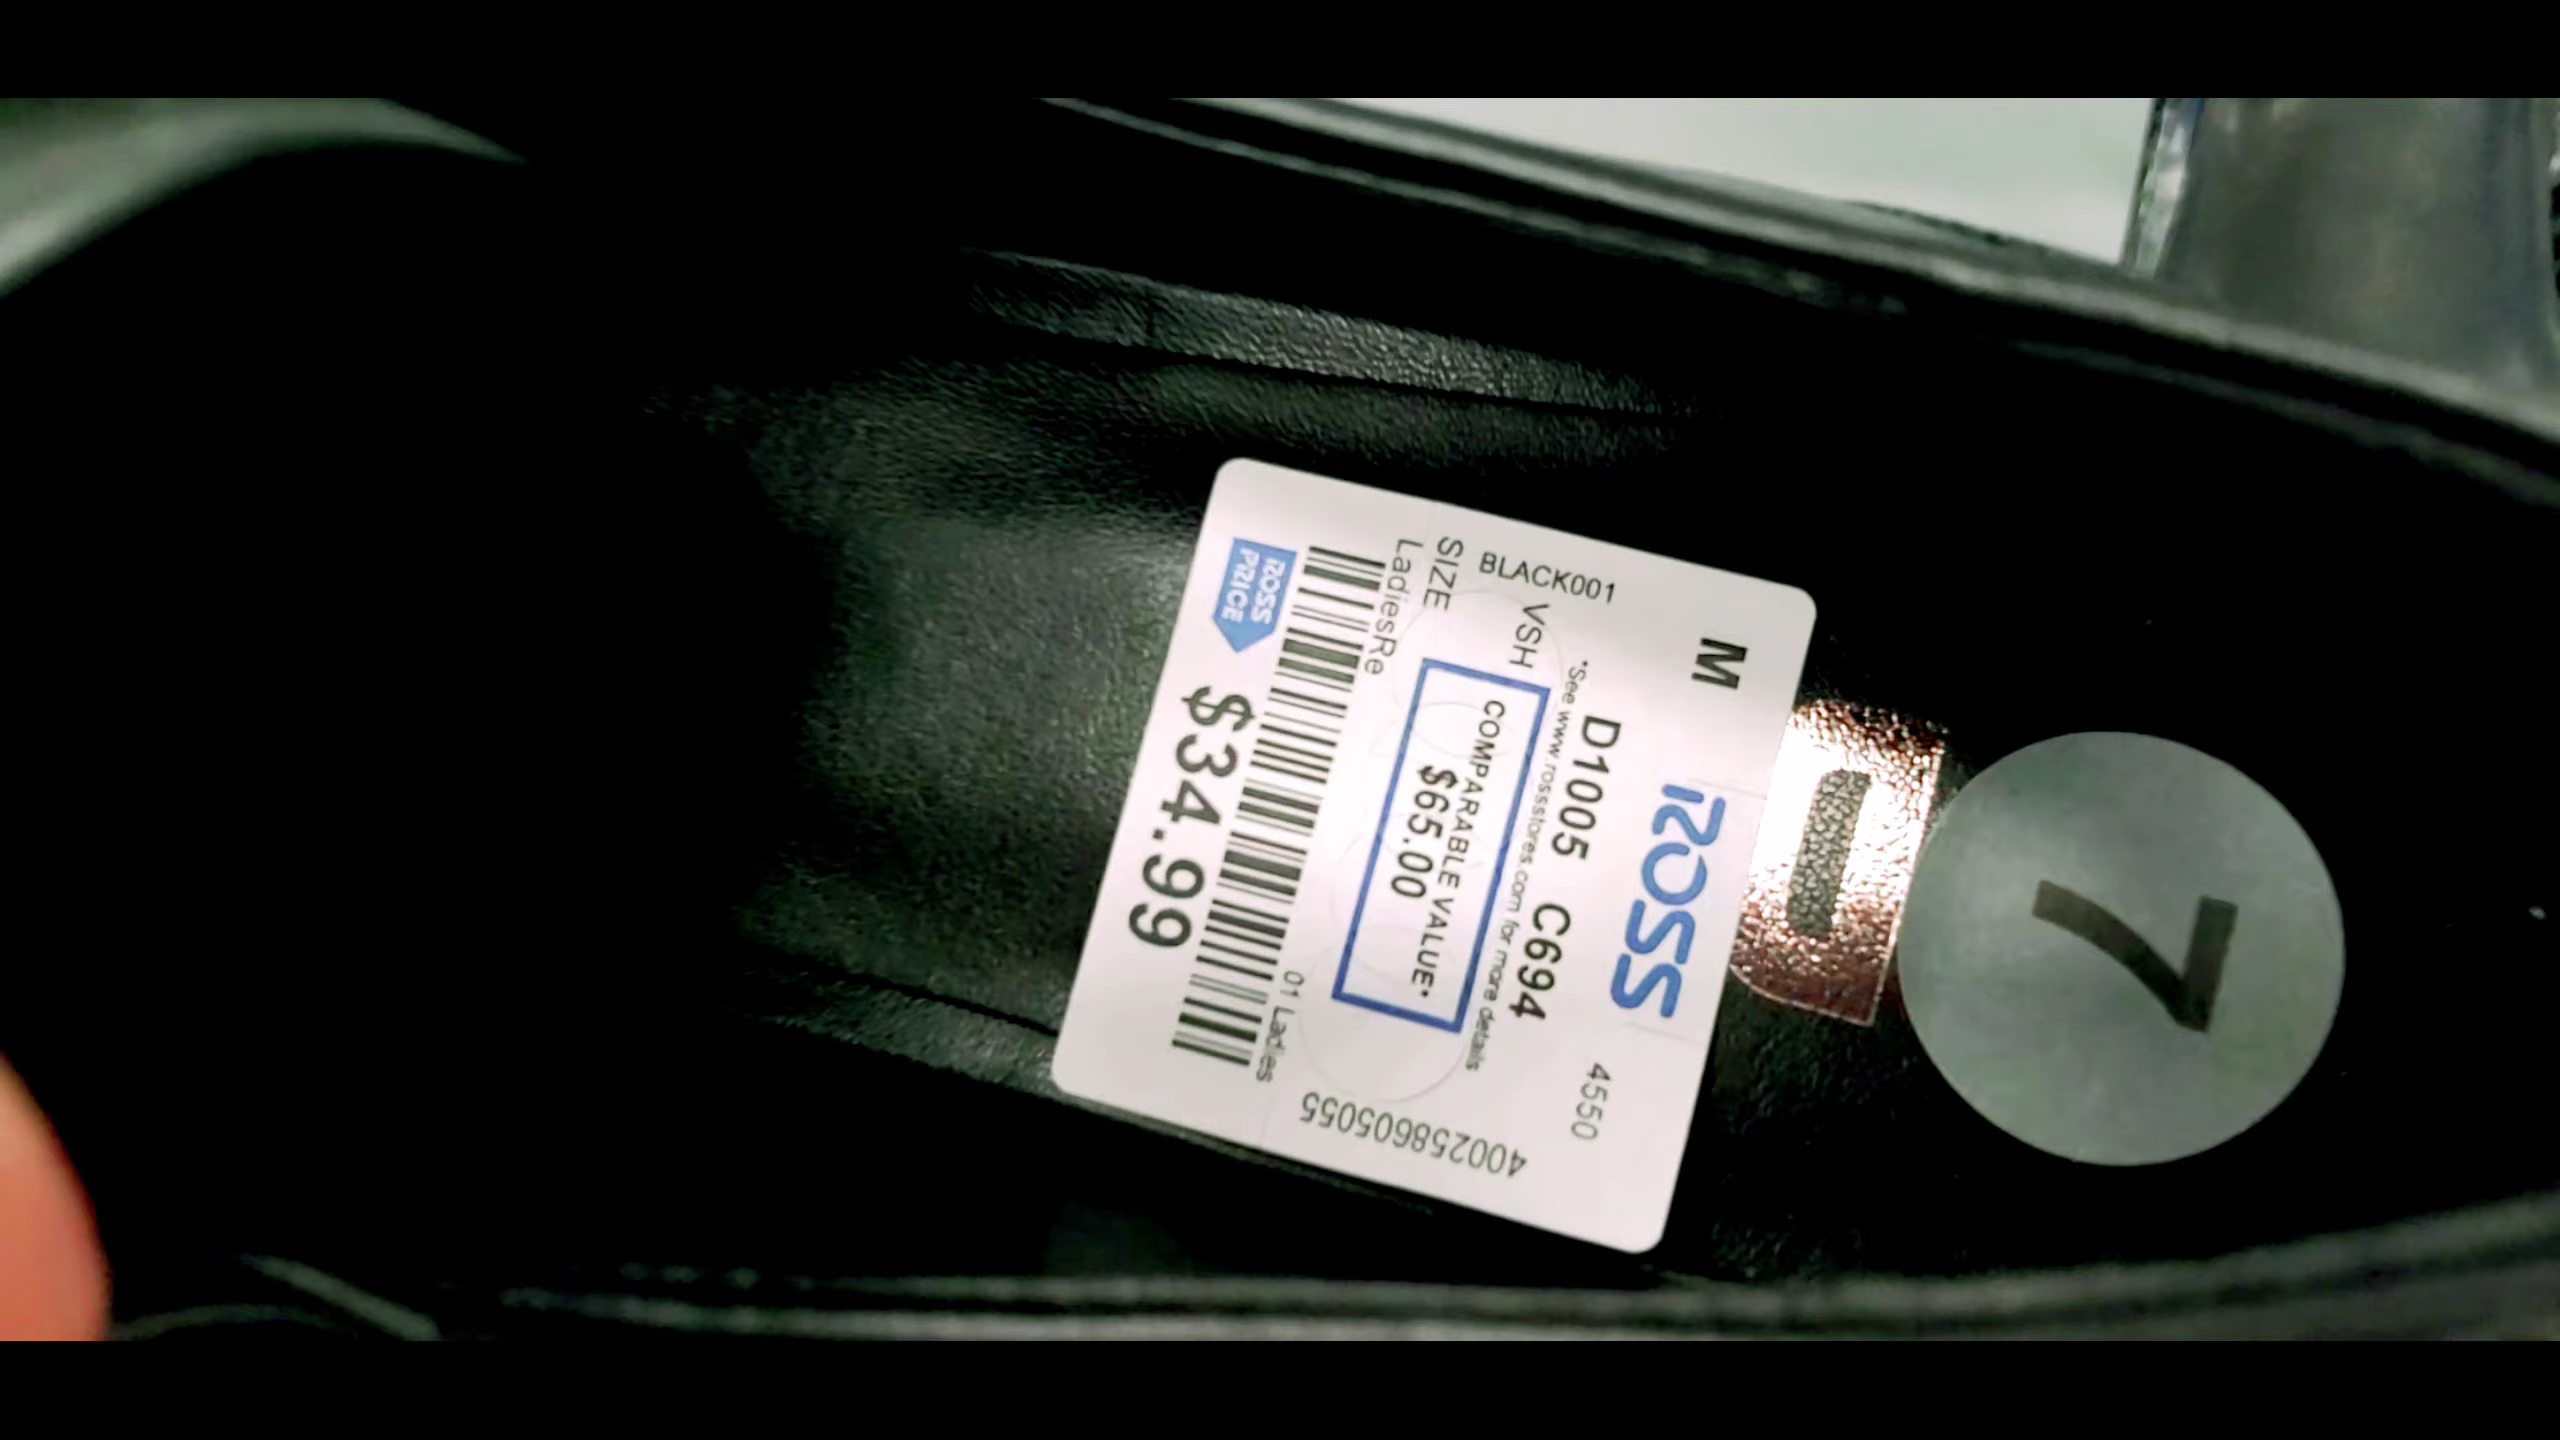 M
ROSS
4550
D1005 C694
*See www.rossstores.com for more details
BLACK001
VSH
COMPARABLE VALUE*
$65.00
SIZE
400258605055
LadiesRe
01 Ladies
ROSS
PRICE
$34.99
7